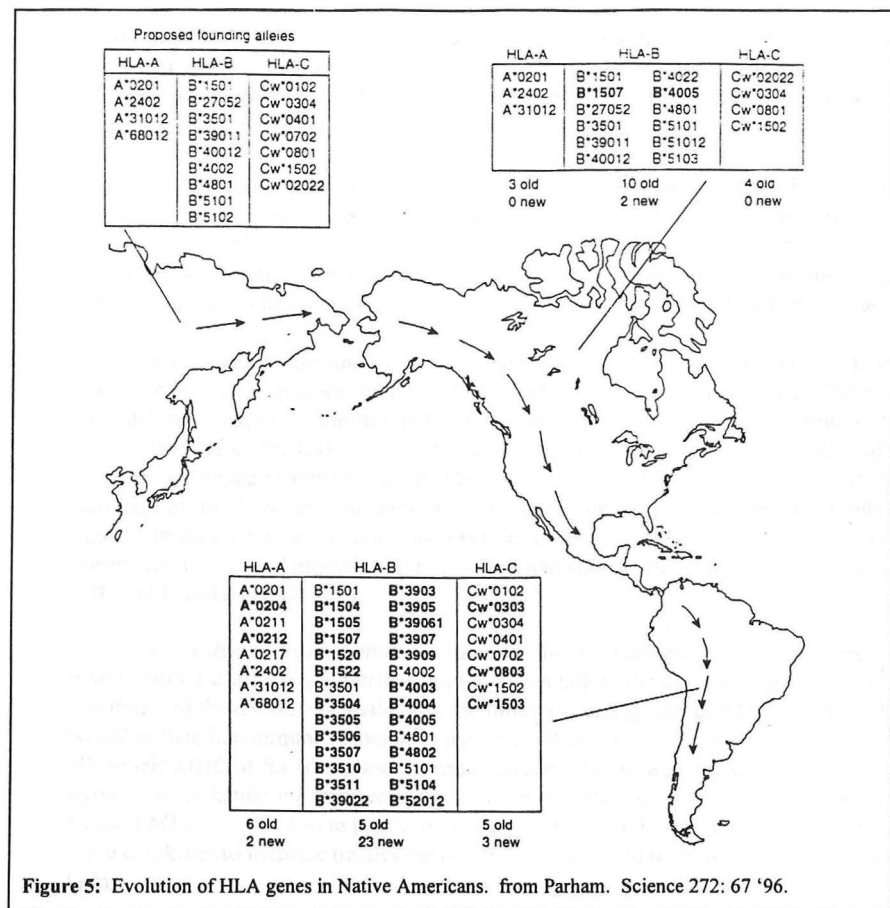 Proposed founding alleles
HLA-A HLA-B HLA-C
A*0201 B*1501 Cw*0102
A*2402 B*27052 Cw*0304
A*31012 B*3501 Cw*0401
A*68012 B*39011 Cw*0702
B*40012 Cw*0801
B*4002 Cw*1502
B*4801 Cw*02022
B*5101
B*5102
HLA-A HLA-B HLA-C
A*0201 B*1501 B*4022 Cw*02022
A*2402 B*1507 B*4005 Cw*0304
A*31012 B*27052 B*4801 Cw*0801
B*3501 B*5101 Cw*1502
B*39011 B*51012
B*40012 B*5103
3 old 10 old 4 old
0 new 2 new 0 new
HLA-A HLA-B HLA-C
A*0201 B*1501 B*3903 Cw*0102
A*0204 B*1504 B*3905 Cw*0303
A*0211 B*1505 B*39061 Cw*0304
A*0212 B*1507 B*3907 Cw*0401
A*0217 B*1520 B*3909 Cw*0702
A*2402 B*1522 B*4002 Cw*0803
A*31012 B*3501 B*4003 Cw*1502
A*68012 B*3504 B*4004 Cw*1503
B*3505 B*4005
B*3506 B*4801
B*3507 B*4802
B*3510 B*5101
B*3511 B*5104
B*39022 B*52012
6 old 5 old 5 old
2 new 23 new 3 new
Figure 5: Evolution of HLA genes in Native Americans. from Parham. Science 272: 67 '96.